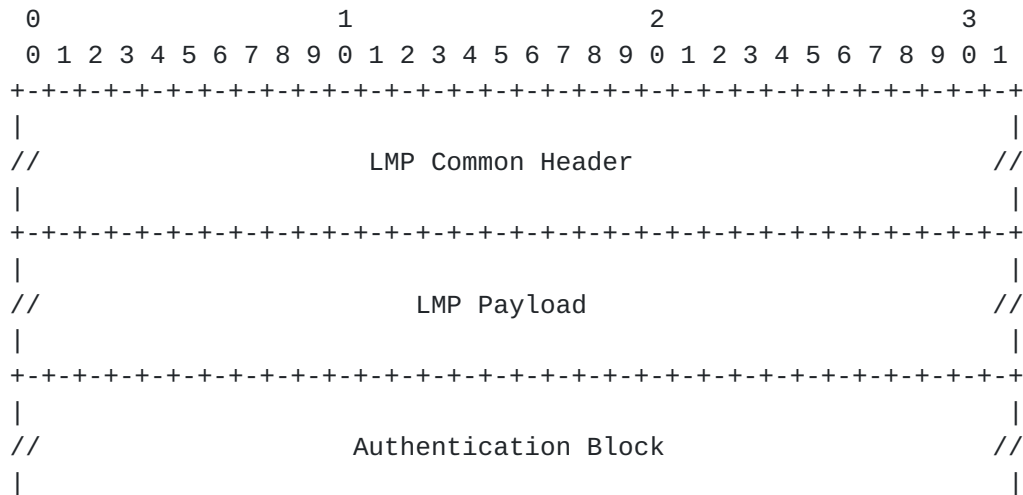 0                   1                   2                   3
 0 1 2 3 4 5 6 7 8 9 0 1 2 3 4 5 6 7 8 9 0 1 2 3 4 5 6 7 8 9 0 1
+-+-+-+-+-+-+-+-+-+-+-+-+-+-+-+-+-+-+-+-+-+-+-+-+-+-+-+-+-+-+-+-+
|                                                               |
//                     LMP Common Header                       //
|                                                               |
+-+-+-+-+-+-+-+-+-+-+-+-+-+-+-+-+-+-+-+-+-+-+-+-+-+-+-+-+-+-+-+-+
|                                                               |
//                        LMP Payload                          //
|                                                               |
+-+-+-+-+-+-+-+-+-+-+-+-+-+-+-+-+-+-+-+-+-+-+-+-+-+-+-+-+-+-+-+-+
|                                                               |
//                    Authentication Block                     //
|                                                               |